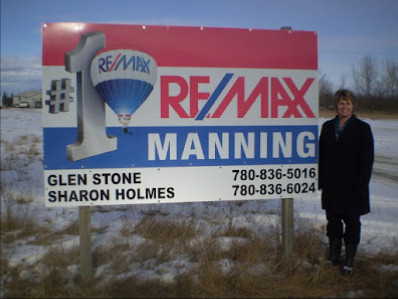 #1
RE/MAX
RE/MAX
MANNING
GLEN STONE 780-836-5016
SHARON HOLMES 780-836-6024